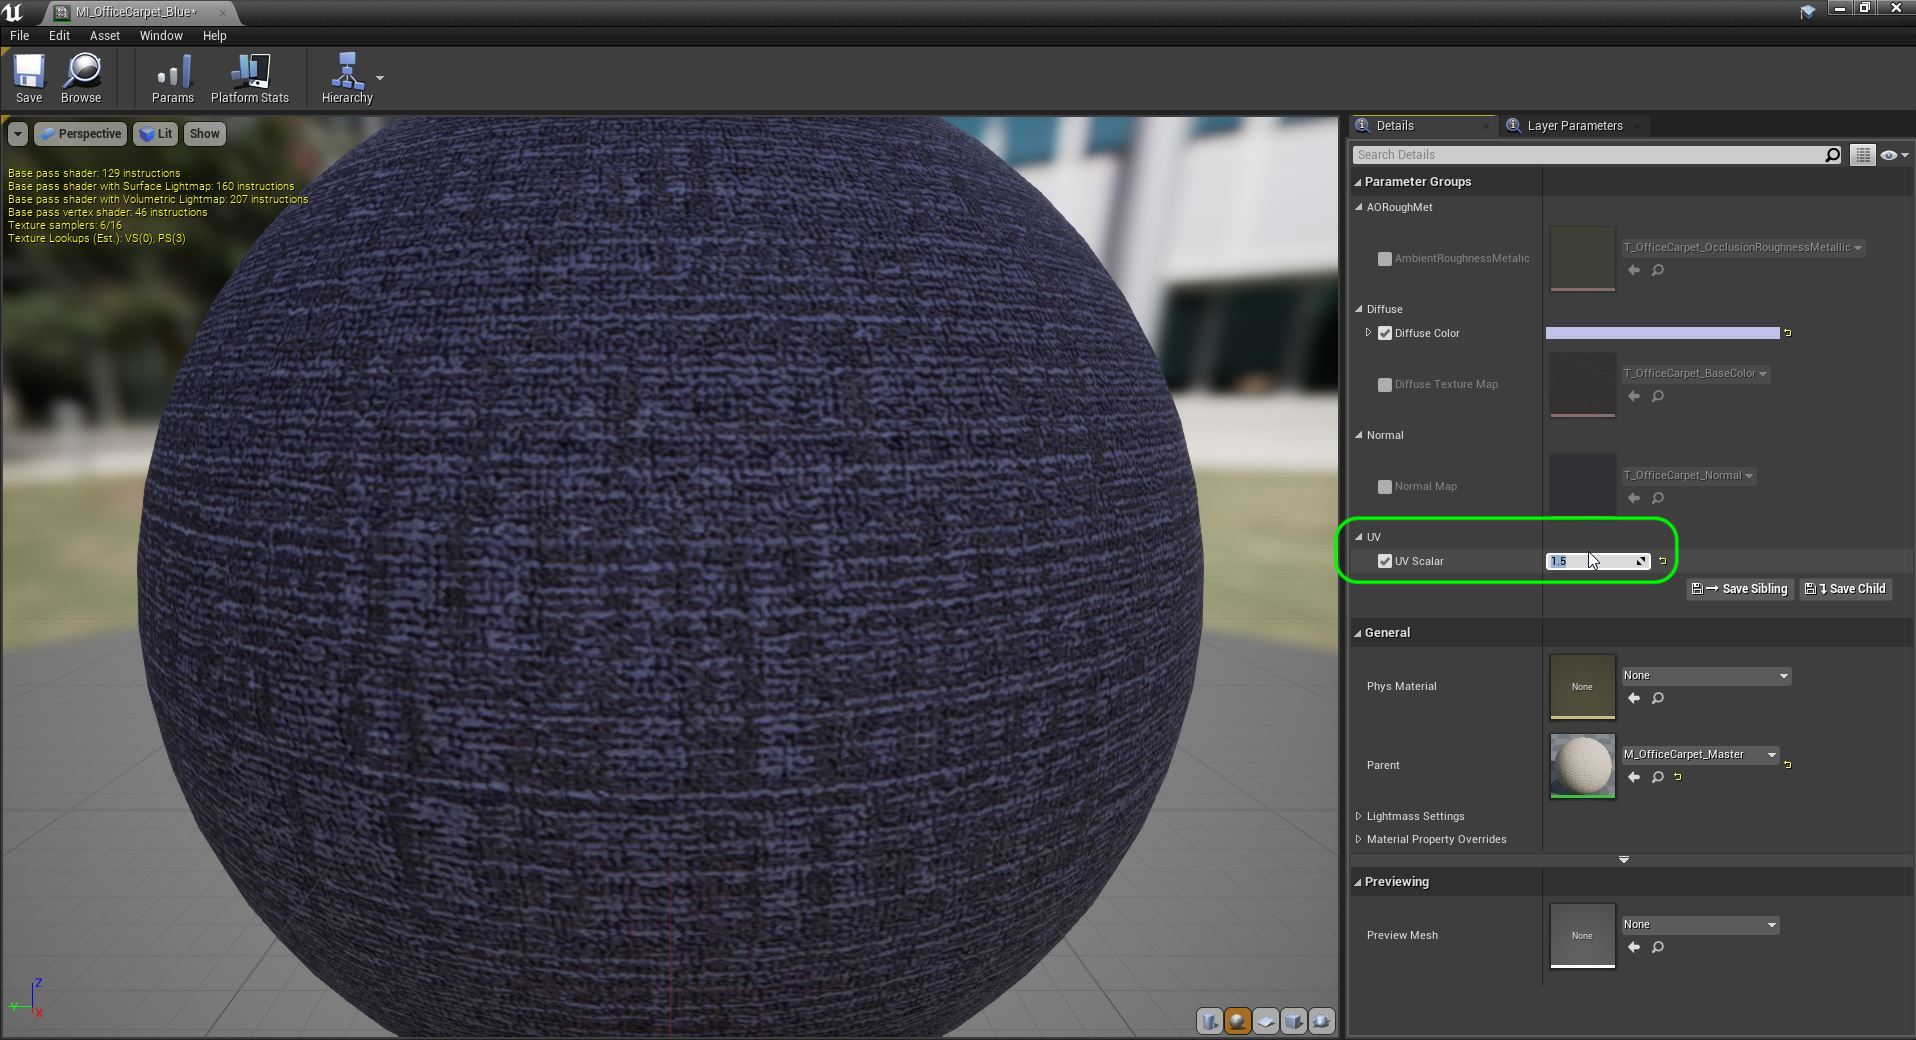 MI_OfficeCarpet_Blue*
File Edit Asset Window Help
Save Browse Params Platform Stats Hierarchy
Perspective Lit Show
Base pass shader: 129 instructions
Base pass shader with Surface Lightmap: 160 instructions
Base pass shader with Volumetric Lightmap: 207 instructions
Base pass vertex shader: 46 instructions
Texture samplers: 6/16
Texture Lookups (Est.): VS(0), PS(3)
Z
Y
X
Details Layer Parameters
Search Details
Parameter Groups
AORoughMet
AmbientRoughnessMetalic T_OfficeCarpet_OcclusionRoughnessMetallic
Diffuse
Diffuse Color
Diffuse Texture Map T_OfficeCarpet_BaseColor
Normal
Normal Map T_OfficeCarpet_Normal
UV
UV Scalar 1.5
Save Sibling Save Child
General
Phys Material None None
Parent M_OfficeCarpet_Master
Lightmass Settings
Material Property Overrides
Previewing
Preview Mesh None None